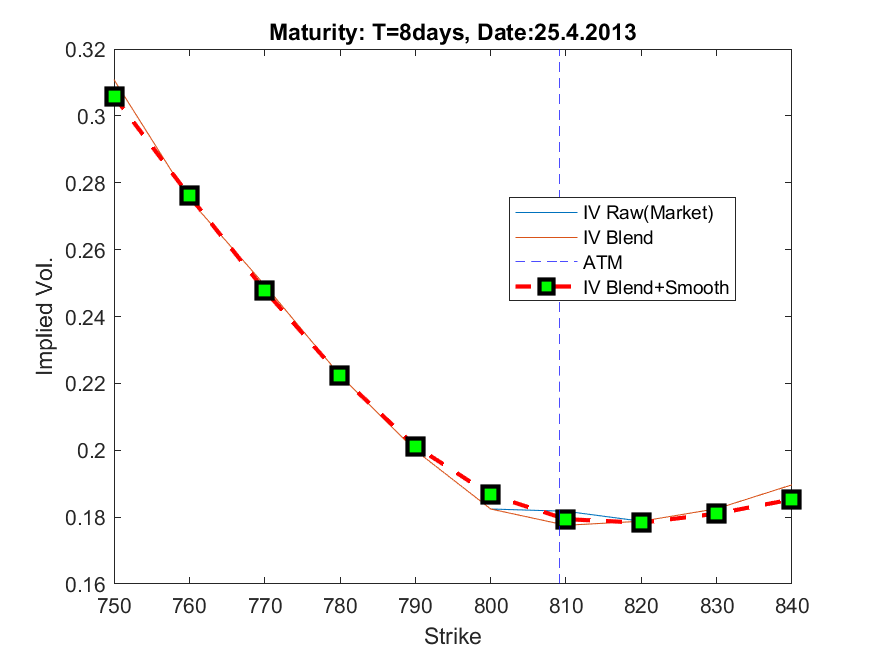 Maturity: T=8days, Date:25.4.2013
0.32
0.3
0.28
0.26
0.24
0.22
0.2
0.18
0.16
Implied Vol.
IV Raw(Market)
IV Blend
ATM
IV Blend+Smooth
750 760 770 780 790 800 810 820 830 840
Strike